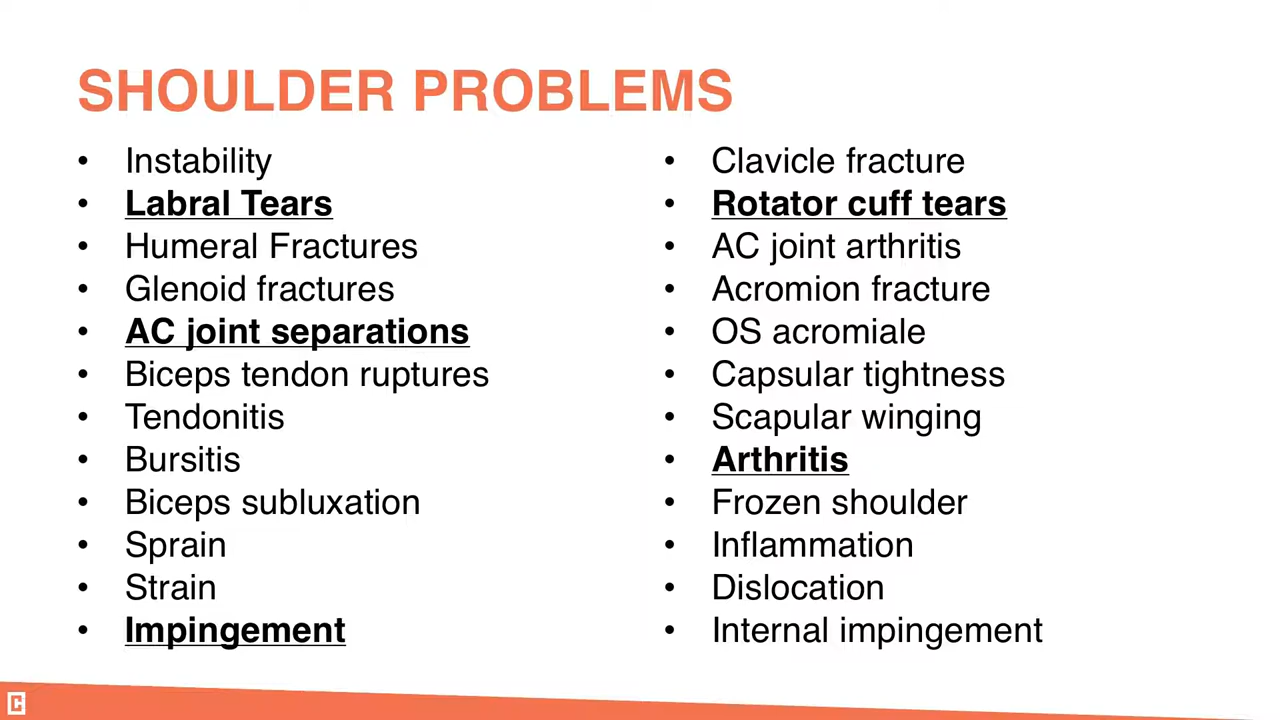 SHOULDER PROBLEMS
• Instability
• Labral Tears
• Humeral Fractures
• Glenoid fractures
• AC joint separations
• Biceps tendon ruptures
• Tendonitis
• Bursitis
• Biceps subluxation
• Sprain
• Strain
• Impingement
• Clavicle fracture
• Rotator cuff tears
• AC joint arthritis
• Acromion fracture
• OS acromiale
• Capsular tightness
• Scapular winging
• Arthritis
• Frozen shoulder
• Inflammation
• Dislocation
• Internal impingement
C